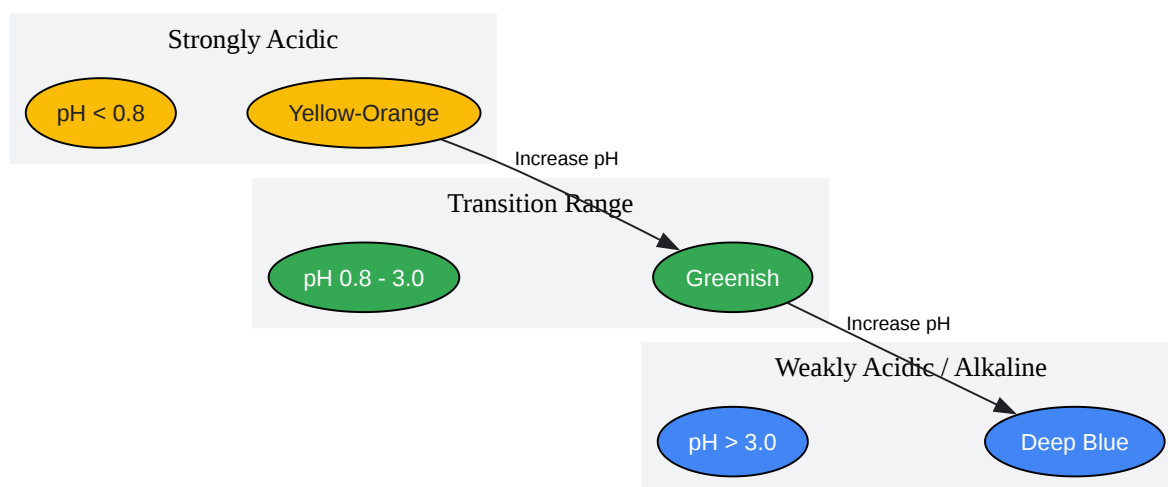 Strongly Acidic
pH < 0.8
Yellow-Orange
Increase pH
Transition Range
pH 0.8 - 3.0
Greenish
Increase pH
Weakly Acidic / Alkaline
pH > 3.0
Deep Blue